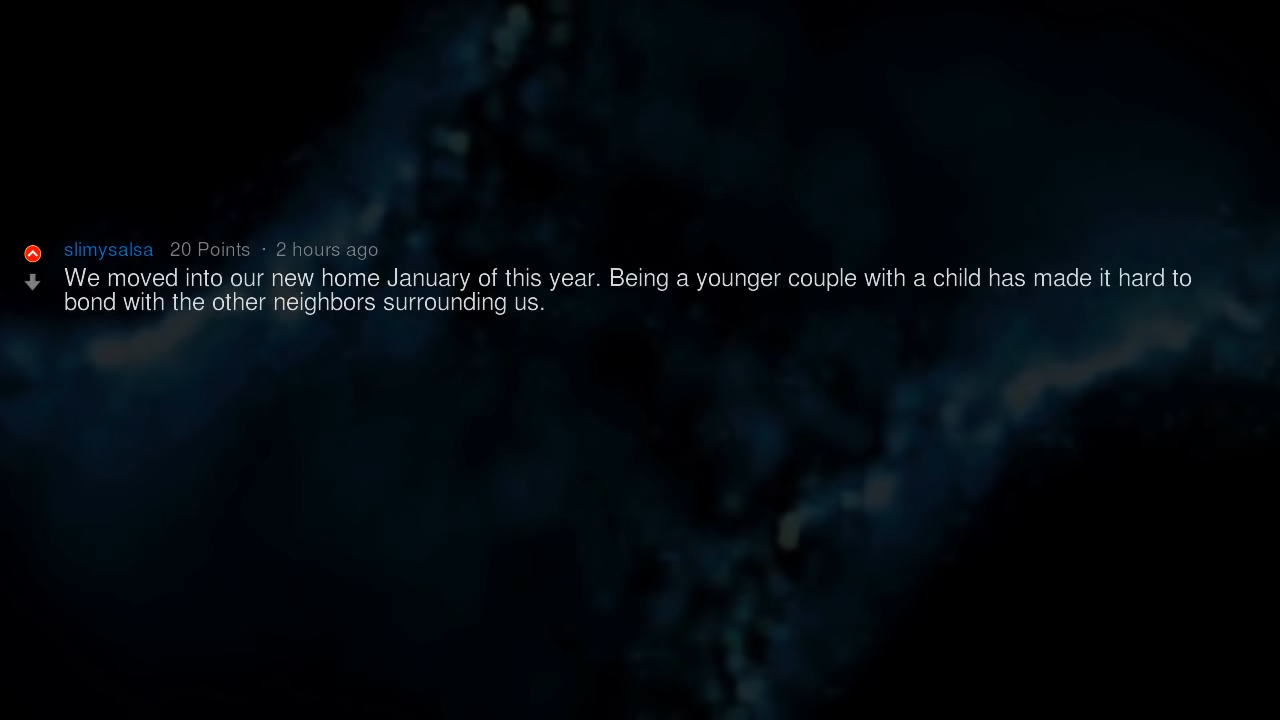 slimysalsa 20 Points · 2 hours ago
We moved into our new home January of this year. Being a younger couple with a child has made it hard to
bond with the other neighbors surrounding us.